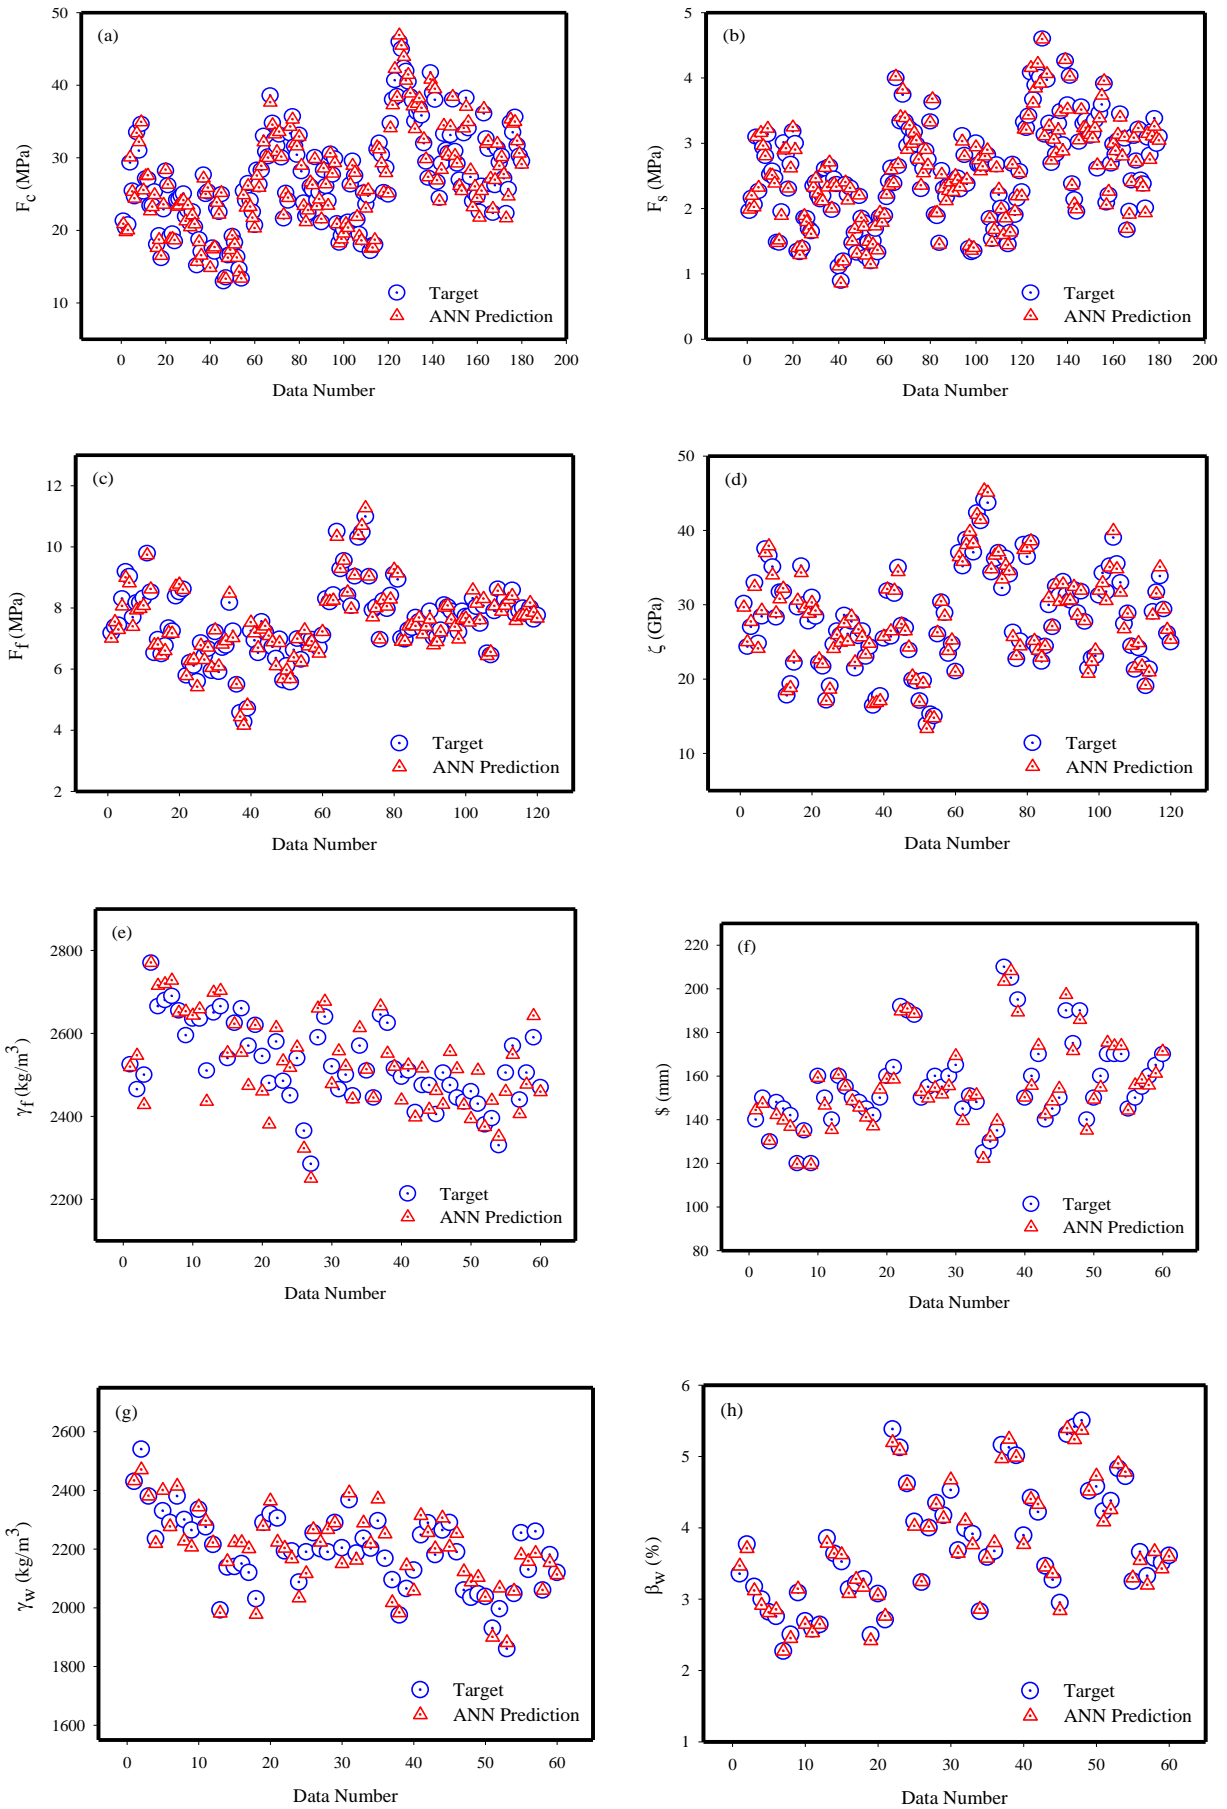 (a)
50
40
30
20
10
F_c (MPa)
Target
ANN Prediction
0 20 40 60 80 100 120 140 160 180 200
Data Number
(b)
5
4
3
2
1
0
F_s (MPa)
Target
ANN Prediction
0 20 40 60 80 100 120 140 160 180 200
Data Number
(c)
12
10
8
6
4
2
F_f (MPa)
Target
ANN Prediction
0 20 40 60 80 100 120
Data Number
(d)
50
40
30
20
10
ζ (GPa)
Target
ANN Prediction
0 20 40 60 80 100 120
Data Number
(e)
2800
2600
2400
2200
γ_f (kg/m³)
Target
ANN Prediction
0 10 20 30 40 50 60
Data Number
(f)
220
200
180
160
140
120
100
80
$ (mm)
Target
ANN Prediction
0 10 20 30 40 50 60
Data Number
(g)
2600
2400
2200
2000
1800
1600
γ_w (kg/m³)
Target
ANN Prediction
0 10 20 30 40 50 60
Data Number
(h)
6
5
4
3
2
1
β_w (%)
Target
ANN Prediction
0 10 20 30 40 50 60
Data Number